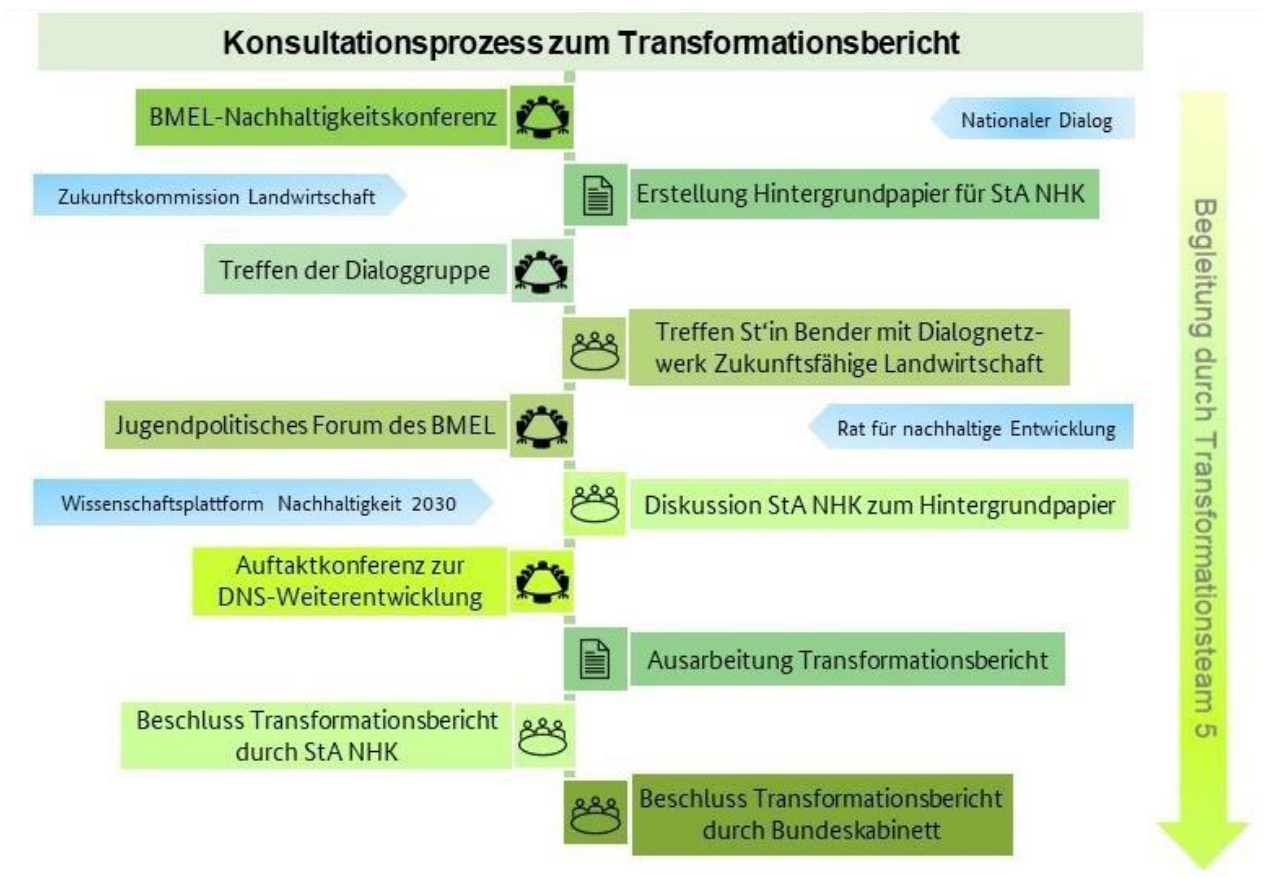 Konsultationsprozess zum Transformationsbericht
BMEL-Nachhaltigkeitskonferenz
Nationaler Dialog
Zukunftskommission Landwirtschaft
Erstellung Hintergrundpapier für StA NHK
Treffen der Dialoggruppe
Treffen St‘in Bender mit Dialognetz-
werk Zukunftsfähige Landwirtschaft
Jugendpolitisches Forum des BMEL
Rat für nachhaltige Entwicklung
Wissenschaftsplattform Nachhaltigkeit 2030
Diskussion StA NHK zum Hintergrundpapier
Auftaktkonferenz zur
DNS-Weiterentwicklung
Ausarbeitung Transformationsbericht
Beschluss Transformationsbericht
durch StA NHK
Beschluss Transformationsbericht
durch Bundeskabinett
Begleitung durch Transformationsteam 5